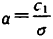 α = c₁/σ